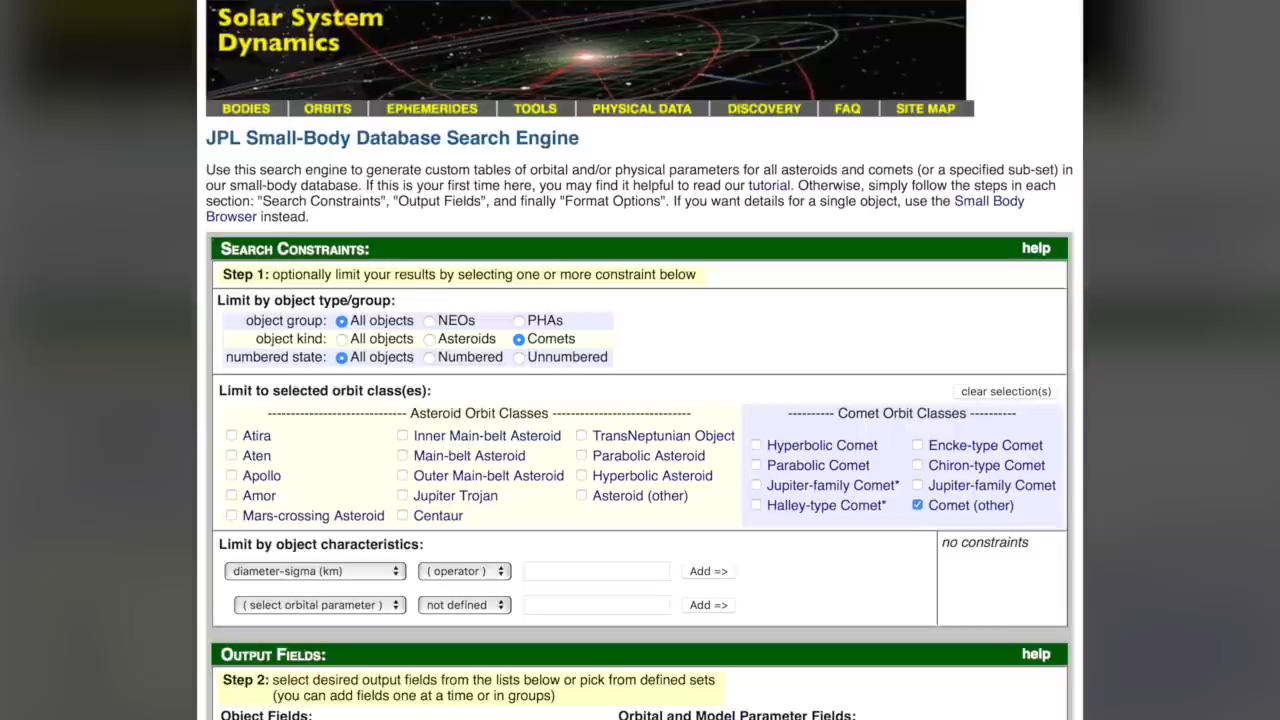 Solar System
Dynamics
BODIES ORBITS EPHEMERIDES TOOLS PHYSICAL DATA DISCOVERY FAQ SITE MAP
JPL Small-Body Database Search Engine
Use this search engine to generate custom tables of orbital and/or physical parameters for all asteroids and comets (or a specified sub-set) in
our small-body database. If this is your first time here, you may find it helpful to read our tutorial. Otherwise, simply follow the steps in each
section: "Search Constraints", "Output Fields", and finally "Format Options". If you want details for a single object, use the Small Body
Browser instead.
SEARCH CONSTRAINTS: help
Step 1: optionally limit your results by selecting one or more constraint below
Limit by object type/group:
object group: All objects NEOs PHAs
object kind: All objects Asteroids Comets
numbered state: All objects Numbered Unnumbered
Limit to selected orbit class(es): clear selection(s)
----------------------------- Asteroid Orbit Classes -----------------------------
Atira Inner Main-belt Asteroid TransNeptunian Object
Aten Main-belt Asteroid Parabolic Asteroid
Apollo Outer Main-belt Asteroid Hyperbolic Asteroid
Amor Jupiter Trojan Asteroid (other)
Mars-crossing Asteroid Centaur
---------- Comet Orbit Classes ----------
Hyperbolic Comet Encke-type Comet
Parabolic Comet Chiron-type Comet
Jupiter-family Comet* Jupiter-family Comet
Halley-type Comet* Comet (other)
Limit by object characteristics:
diameter-sigma (km) ( operator ) Add =>
( select orbital parameter ) not defined Add =>
no constraints
OUTPUT FIELDS: help
Step 2: select desired output fields from the lists below or pick from defined sets
(you can add fields one at a time or in groups)
Object Fields: Orbital and Model Parameter Fields: